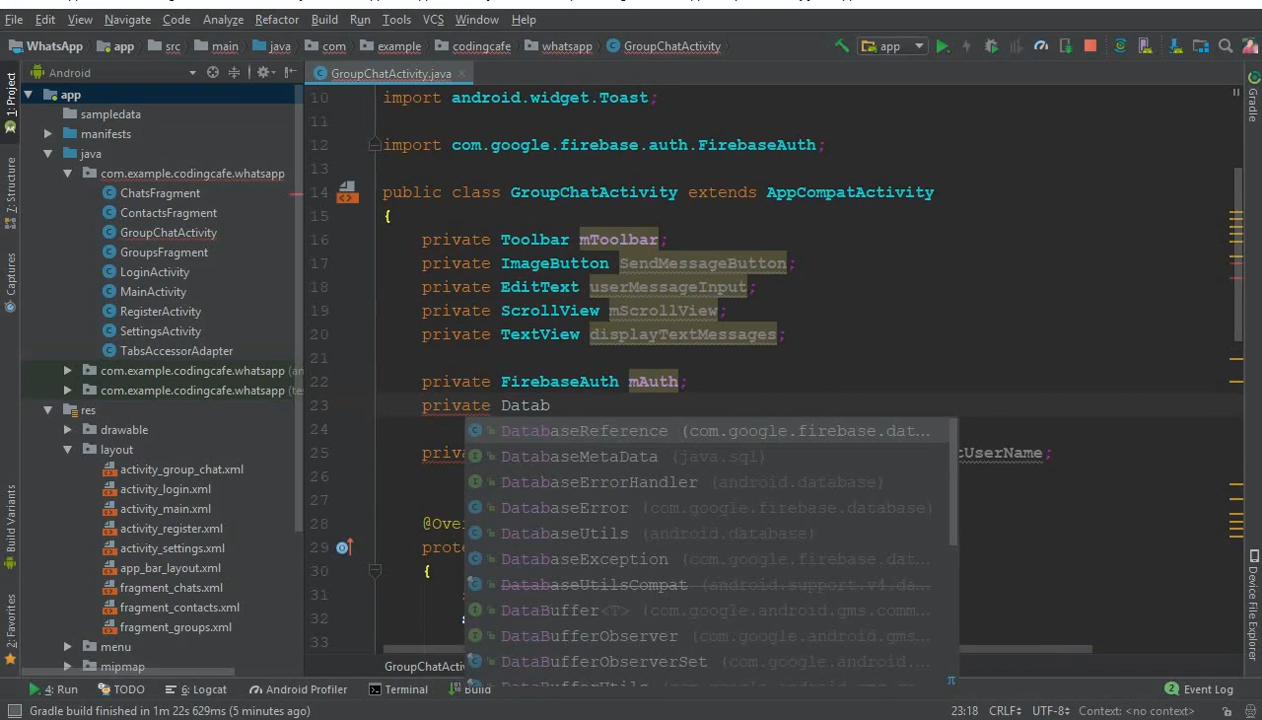 File Edit View Navigate Code Analyze Refactor Build Run Tools VCS Window Help
WhatsApp app src main java com example codingcafe whatsapp GroupChatActivity app
Android
GroupChatActivity.java
1: Project
Z: Structure
Captures
Build Variants
2: Favorites
app
sampledata
manifests
java
com.example.codingcafe.whatsapp
ChatsFragment
ContactsFragment
GroupChatActivity
GroupsFragment
LoginActivity
MainActivity
RegisterActivity
SettingsActivity
TabsAccessorAdapter
com.example.codingcafe.whatsapp (an
com.example.codingcafe.whatsapp (te
res
drawable
layout
activity_group_chat.xml
activity_login.xml
activity_main.xml
activity_register.xml
activity_settings.xml
app_bar_layout.xml
fragment_chats.xml
fragment_contacts.xml
fragment_groups.xml
menu
mipmap
10 import android.widget.Toast;
11
12 import com.google.firebase.auth.FirebaseAuth;
13
14 public class GroupChatActivity extends AppCompatActivity
15 {
16 private Toolbar mToolbar;
17 private ImageButton SendMessageButton;
18 private EditText userMessageInput;
19 private ScrollView mScrollView;
20 private TextView displayTextMessages;
21
22 private FirebaseAuth mAuth;
23 private Datab
24
25 priva tUserName;
26
27
28 @Ove
29 prote
30 {
31
32
33
DatabaseReference (com.google.firebase.dat...
DatabaseMetaData (java.sql)
DatabaseErrorHandler (android.database)
DatabaseError (com.google.firebase.database)
DatabaseUtils (android.database)
DatabaseException (com.google.firebase.dat...
DatabaseUtilsCompat (android.support.v4.da...
DataBuffer<T> (com.google.android.gms.comm...
DataBufferObserver (com.google.android.gms...
DataBufferObserverSet (com.google.android...
π
GroupChatActiv
Gradle
Device File Explorer
4: Run TODO 6: Logcat Android Profiler Terminal Build 2 Event Log
Gradle build finished in 1m 22s 629ms (5 minutes ago) 23:18 CRLF UTF-8 Context: <no context>